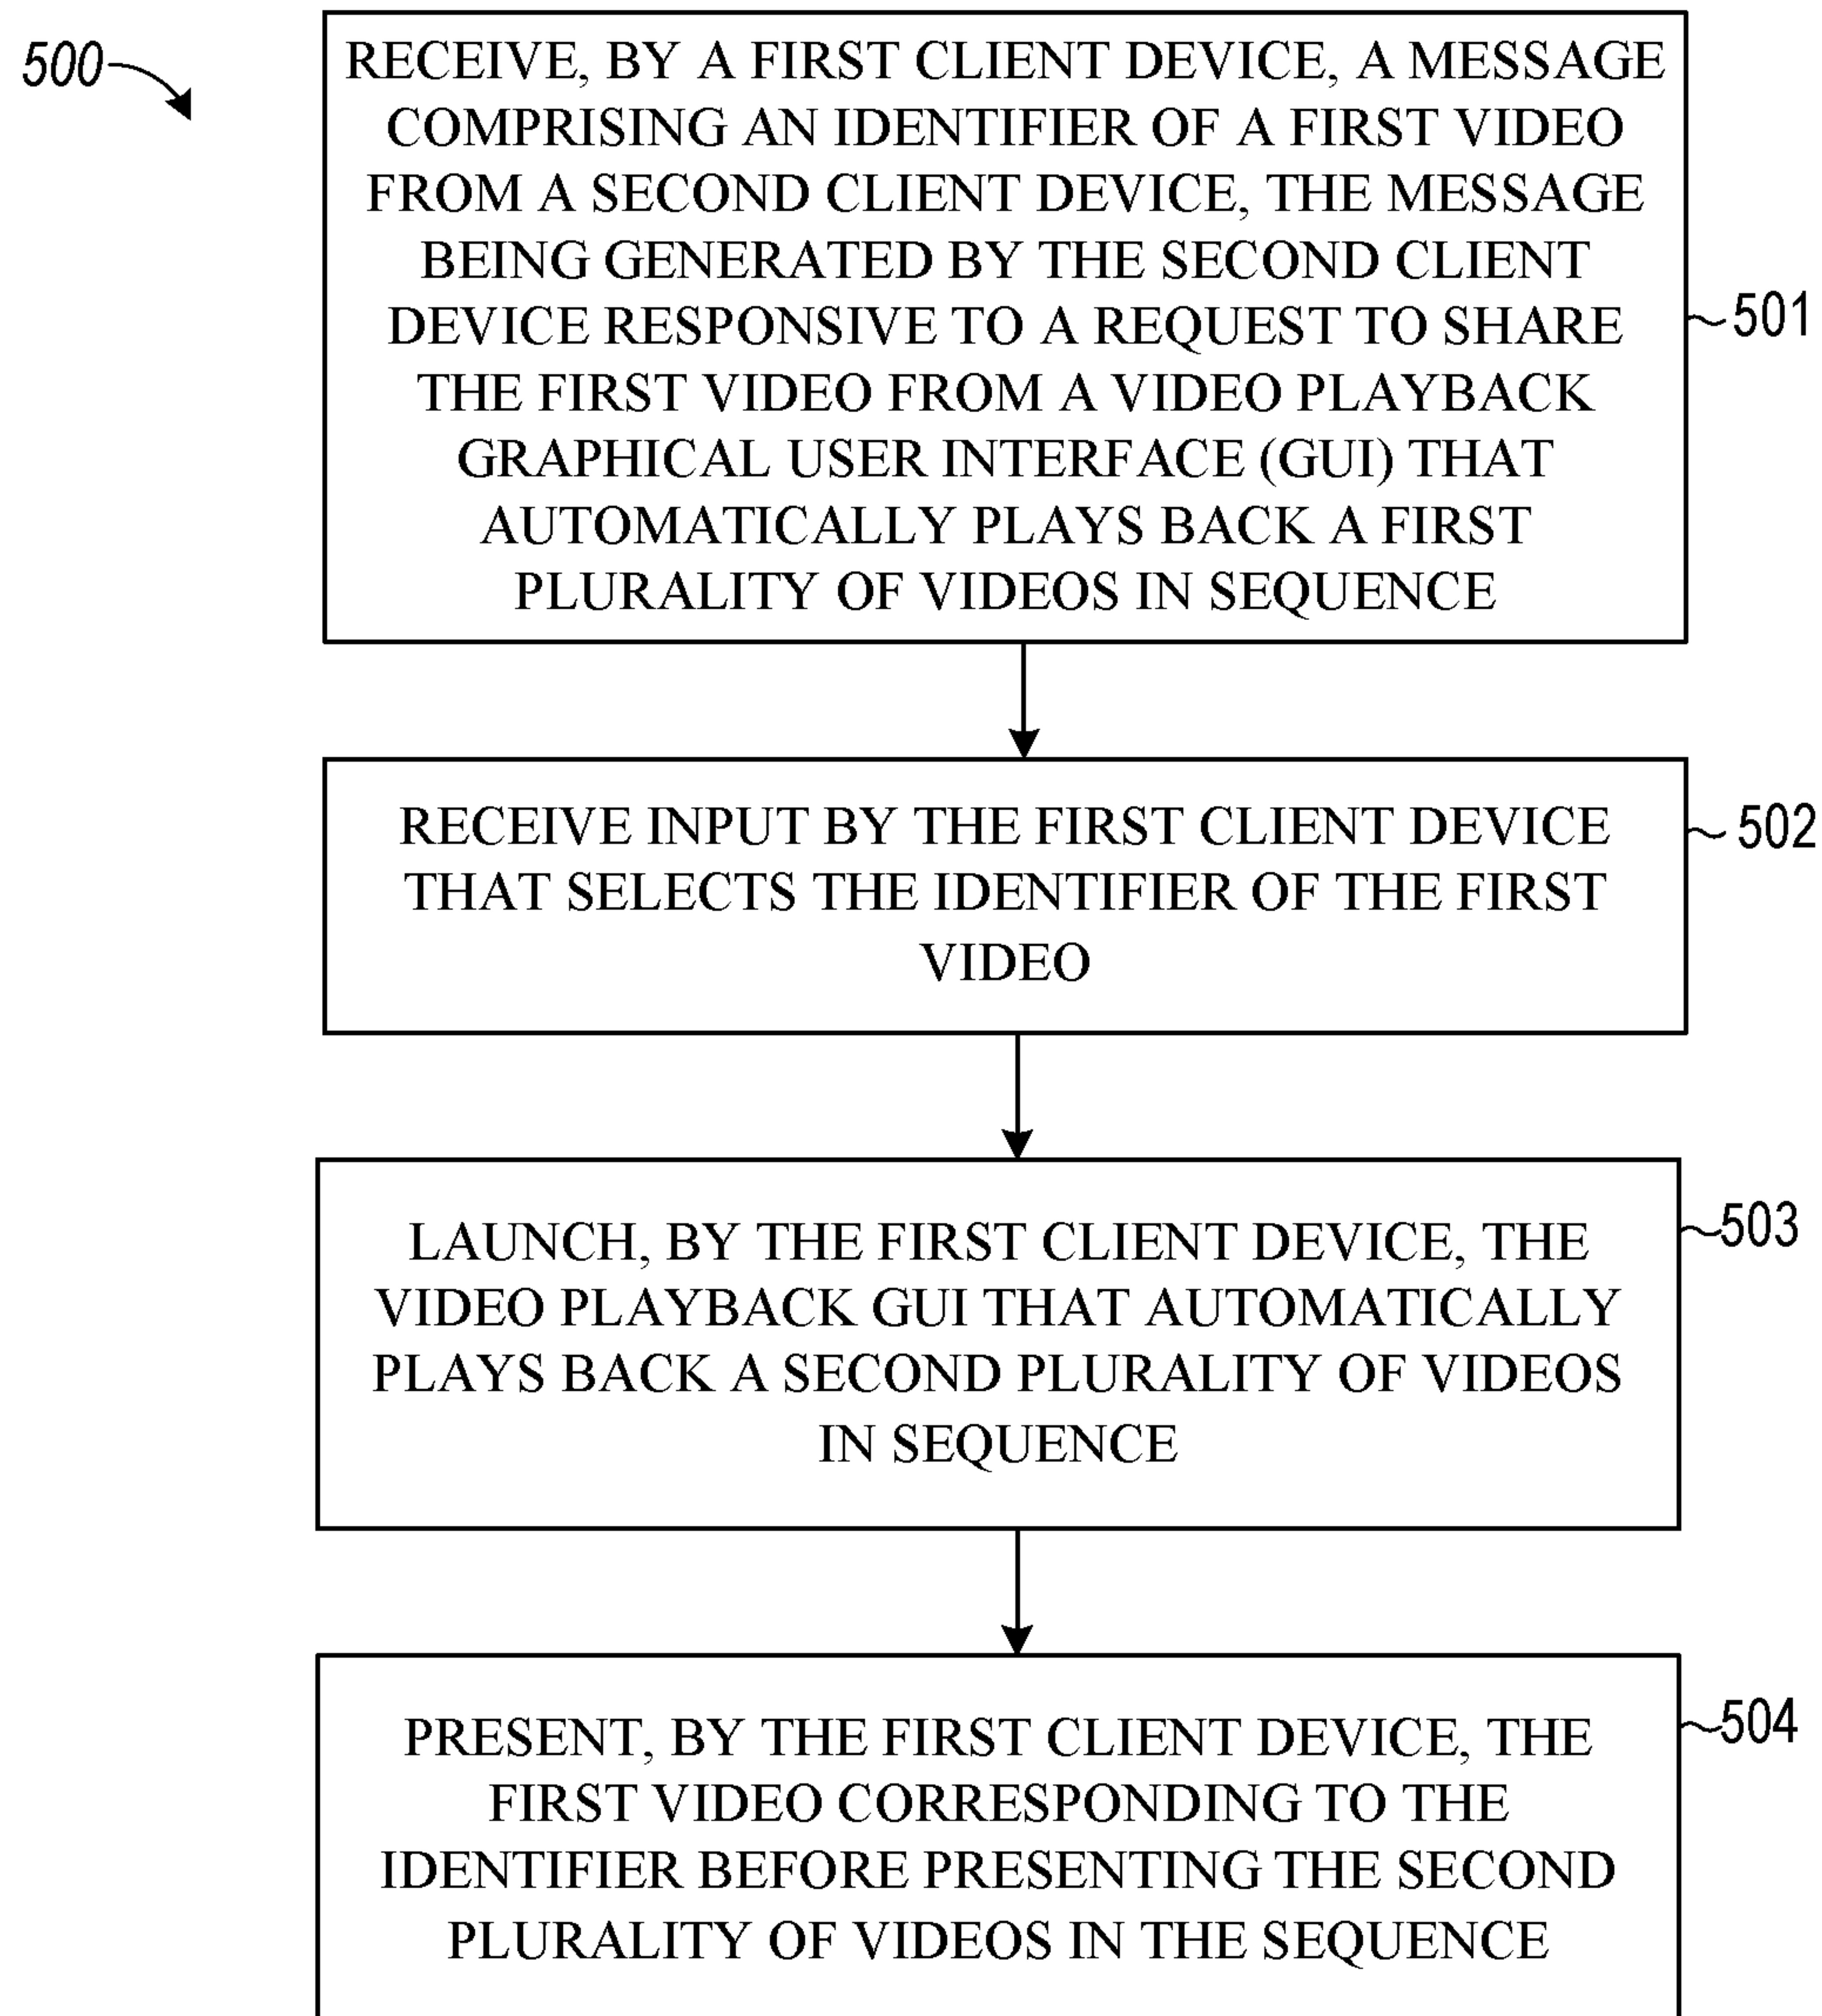 500
RECEIVE, BY A FIRST CLIENT DEVICE, A MESSAGE
COMPRISING AN IDENTIFIER OF A FIRST VIDEO
FROM A SECOND CLIENT DEVICE, THE MESSAGE
BEING GENERATED BY THE SECOND CLIENT
DEVICE RESPONSIVE TO A REQUEST TO SHARE
THE FIRST VIDEO FROM A VIDEO PLAYBACK
GRAPHICAL USER INTERFACE (GUI) THAT
AUTOMATICALLY PLAYS BACK A FIRST
PLURALITY OF VIDEOS IN SEQUENCE
501
RECEIVE INPUT BY THE FIRST CLIENT DEVICE
THAT SELECTS THE IDENTIFIER OF THE FIRST
VIDEO
502
LAUNCH, BY THE FIRST CLIENT DEVICE, THE
VIDEO PLAYBACK GUI THAT AUTOMATICALLY
PLAYS BACK A SECOND PLURALITY OF VIDEOS
IN SEQUENCE
503
PRESENT, BY THE FIRST CLIENT DEVICE, THE
FIRST VIDEO CORRESPONDING TO THE
IDENTIFIER BEFORE PRESENTING THE SECOND
PLURALITY OF VIDEOS IN THE SEQUENCE
504